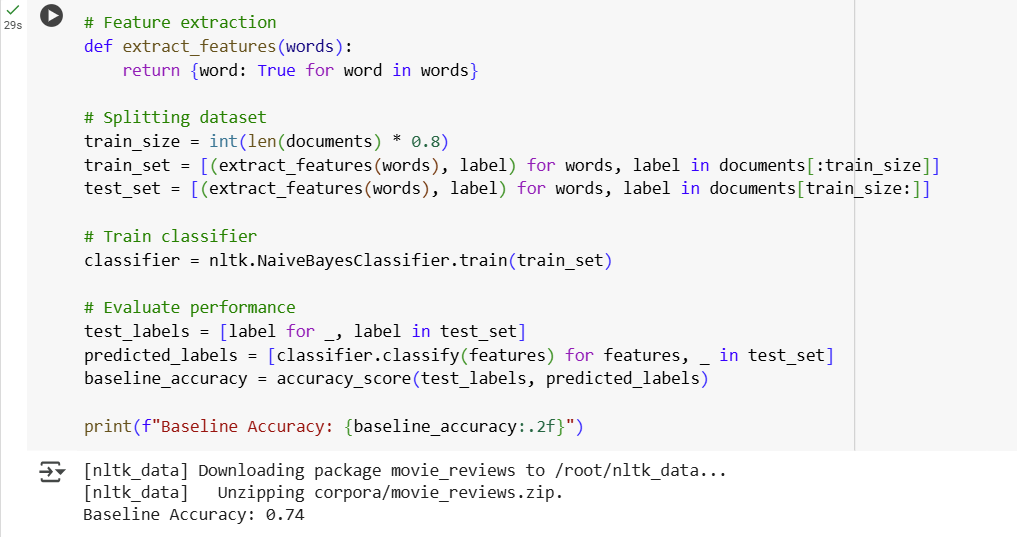 29s
# Feature extraction
def extract_features(words):
    return {word: True for word in words}
# Splitting dataset
train_size = int(len(documents) * 0.8)
train_set = [(extract_features(words), label) for words, label in documents[:train_size]]
test_set = [(extract_features(words), label) for words, label in documents[train_size:]]
# Train classifier
classifier = nltk.NaiveBayesClassifier.train(train_set)
# Evaluate performance
test_labels = [label for _, label in test_set]
predicted_labels = [classifier.classify(features) for features, _ in test_set]
baseline_accuracy = accuracy_score(test_labels, predicted_labels)
print(f"Baseline Accuracy: {baseline_accuracy:.2f}")
[nltk_data] Downloading package movie_reviews to /root/nltk_data...
[nltk_data]   Unzipping corpora/movie_reviews.zip.
Baseline Accuracy: 0.74